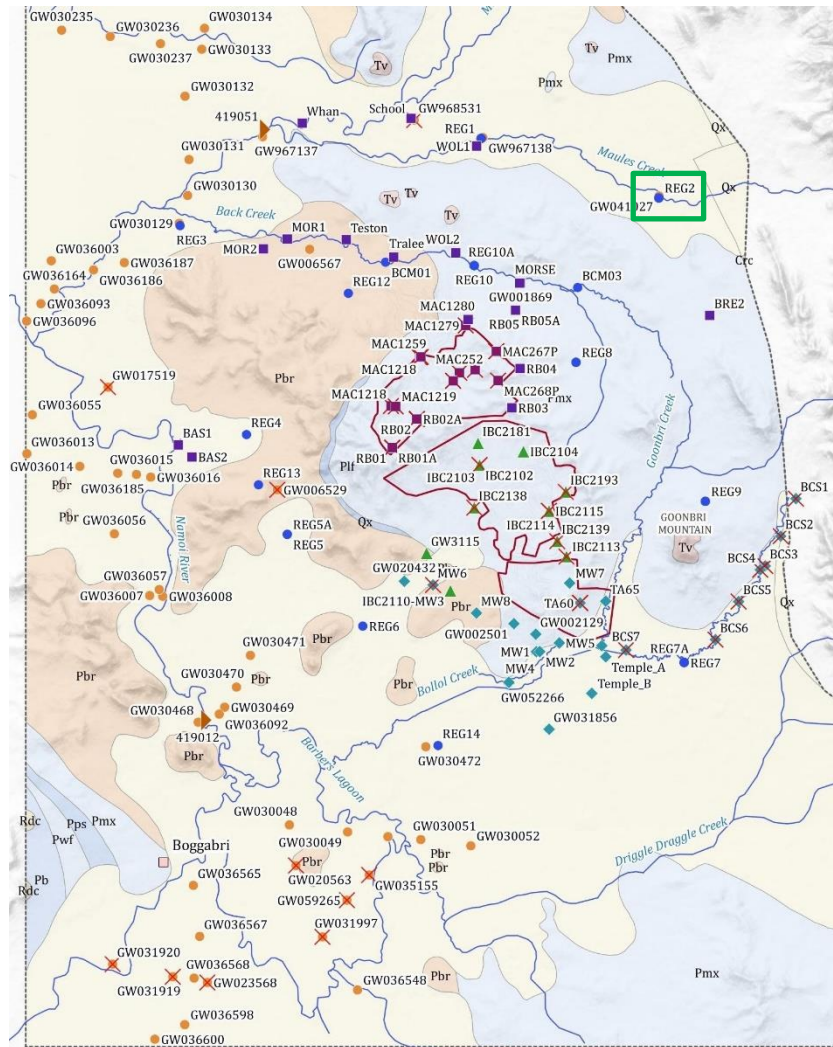 GW030235
GW030236
GW030134
GW030237
GW030133
Tv
Tv
Pmx
Pmx
GW030132
419051
Whan
School
GW968531
Qx
REG1
GW967137
WOL1
GW967138
Maules Creek
GW030131
REG2
Qx
GW041027
GW030130
Tv
Tv
Back Creek
GW030129
REG3
MOR1
Teston
MOR2
Tralee
WOL2
GW006567
REG10A
Crc
GW036003
GW036187
GW036164
GW036186
BCM01
REG10
REG12
MORSE
BCM03
GW036093
GW036096
MAC1280
GW001869
BRE2
MAC1279
RB05
RB05A
MAC1259
MAC267P
REG8
GW017519
Pbr
MAC1218
MAC252
RB04
MAC1218
MAC1219
MAC268P
Pmx
GW036055
RB02A
RB03
BAS1
REG4
RB02
IBC2181
GW036013
BAS2
RB01
RB01A
IBC2104
Goonbri Creek
GW036014
GW036015
Plf
IBC2103
IBC2102
Pbr
GW036185
GW036016
REG13
GW006529
IBC2193
REG9
BCS1
Pbr
IBC2138
IBC2115
GW036056
REG5A
Qx
IBC2114
IBC2139
GOONBRI
MOUNTAIN
BCS2
Namoi River
REG5
GW3115
IBC2113
Tv
BCS4
BCS3
GW036057
GW020432
MW6
MW7
TA65
GW036007
GW036008
IBC2110-MW3
Pbr
MW8
TA60
BCS5
Qx
REG6
GW002129
GW002501
BCS6
GW030471
Pbr
MW5
BCS7
REG7A
MW1
MW2
Temple_A
REG7
GW030470
Pbr
Pbr
MW4
Bollol Creek
Temple_B
GW030468
GW030469
GW052266
GW036092
419012
GW031856
Pbr
Barbers Lagoon
REG14
GW030472
Rdc
Pps
Pmx
Pwf
GW030048
GW030051
GW030052
Boggabri
GW030049
Pbr
Pbr
Pbr
Driggle Draggle Creek
Rdc
Pb
GW036565
GW020563
GW035155
GW059265
GW036567
GW031997
GW031920
GW036568
GW031919
GW023568
GW036548
Pbr
Pmx
GW036598
GW036600